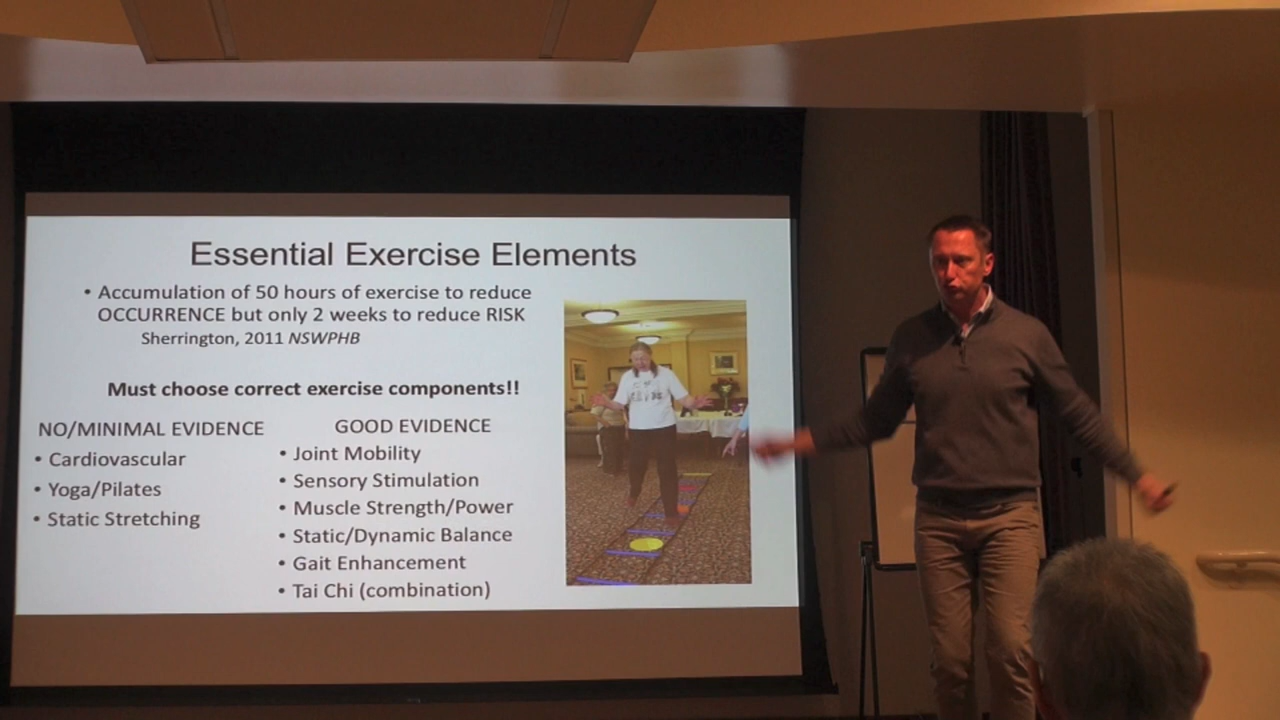 Essential Exercise Elements
• Accumulation of 50 hours of exercise to reduce
OCCURRENCE but only 2 weeks to reduce RISK
Sherrington, 2011 NSWPHB
Must choose correct exercise components!!
NO/MINIMAL EVIDENCE
• Cardiovascular
• Yoga/Pilates
• Static Stretching
GOOD EVIDENCE
• Joint Mobility
• Sensory Stimulation
• Muscle Strength/Power
• Static/Dynamic Balance
• Gait Enhancement
• Tai Chi (combination)